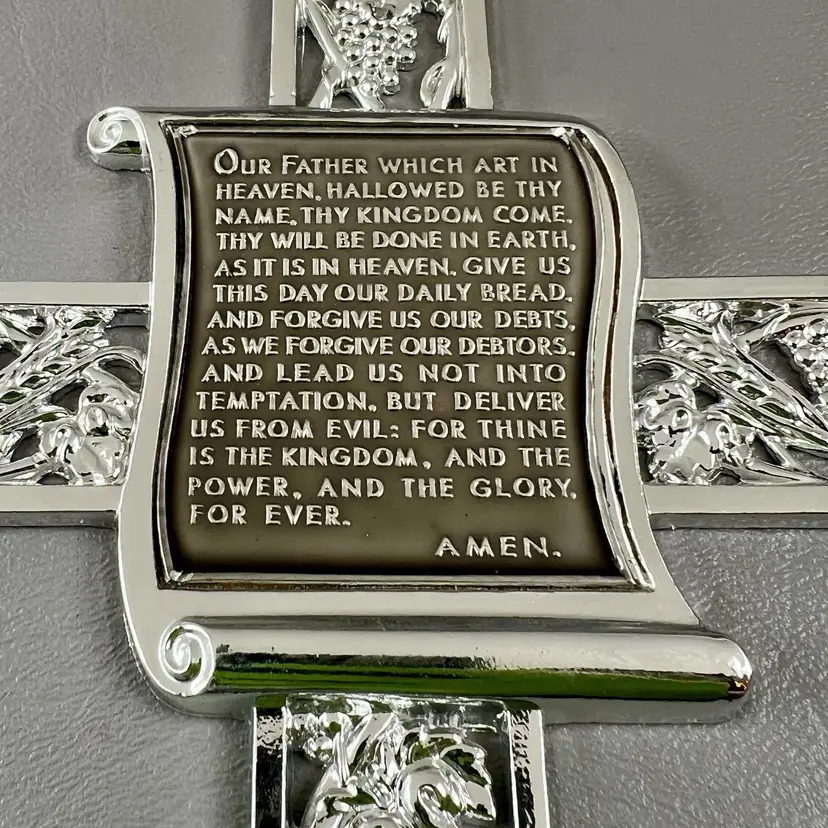 OUR FATHER WHICH ART IN
HEAVEN, HALLOWED BE THY
NAME, THY KINGDOM COME.
THY WILL BE DONE IN EARTH,
AS IT IS IN HEAVEN. GIVE US
THIS DAY OUR DAILY BREAD.
AND FORGIVE US OUR DEBTS,
AS WE FORGIVE OUR DEBTORS.
AND LEAD US NOT INTO
TEMPTATION, BUT DELIVER
US FROM EVIL: FOR THINE
IS THE KINGDOM, AND THE
POWER, AND THE GLORY,
FOR EVER.
AMEN.